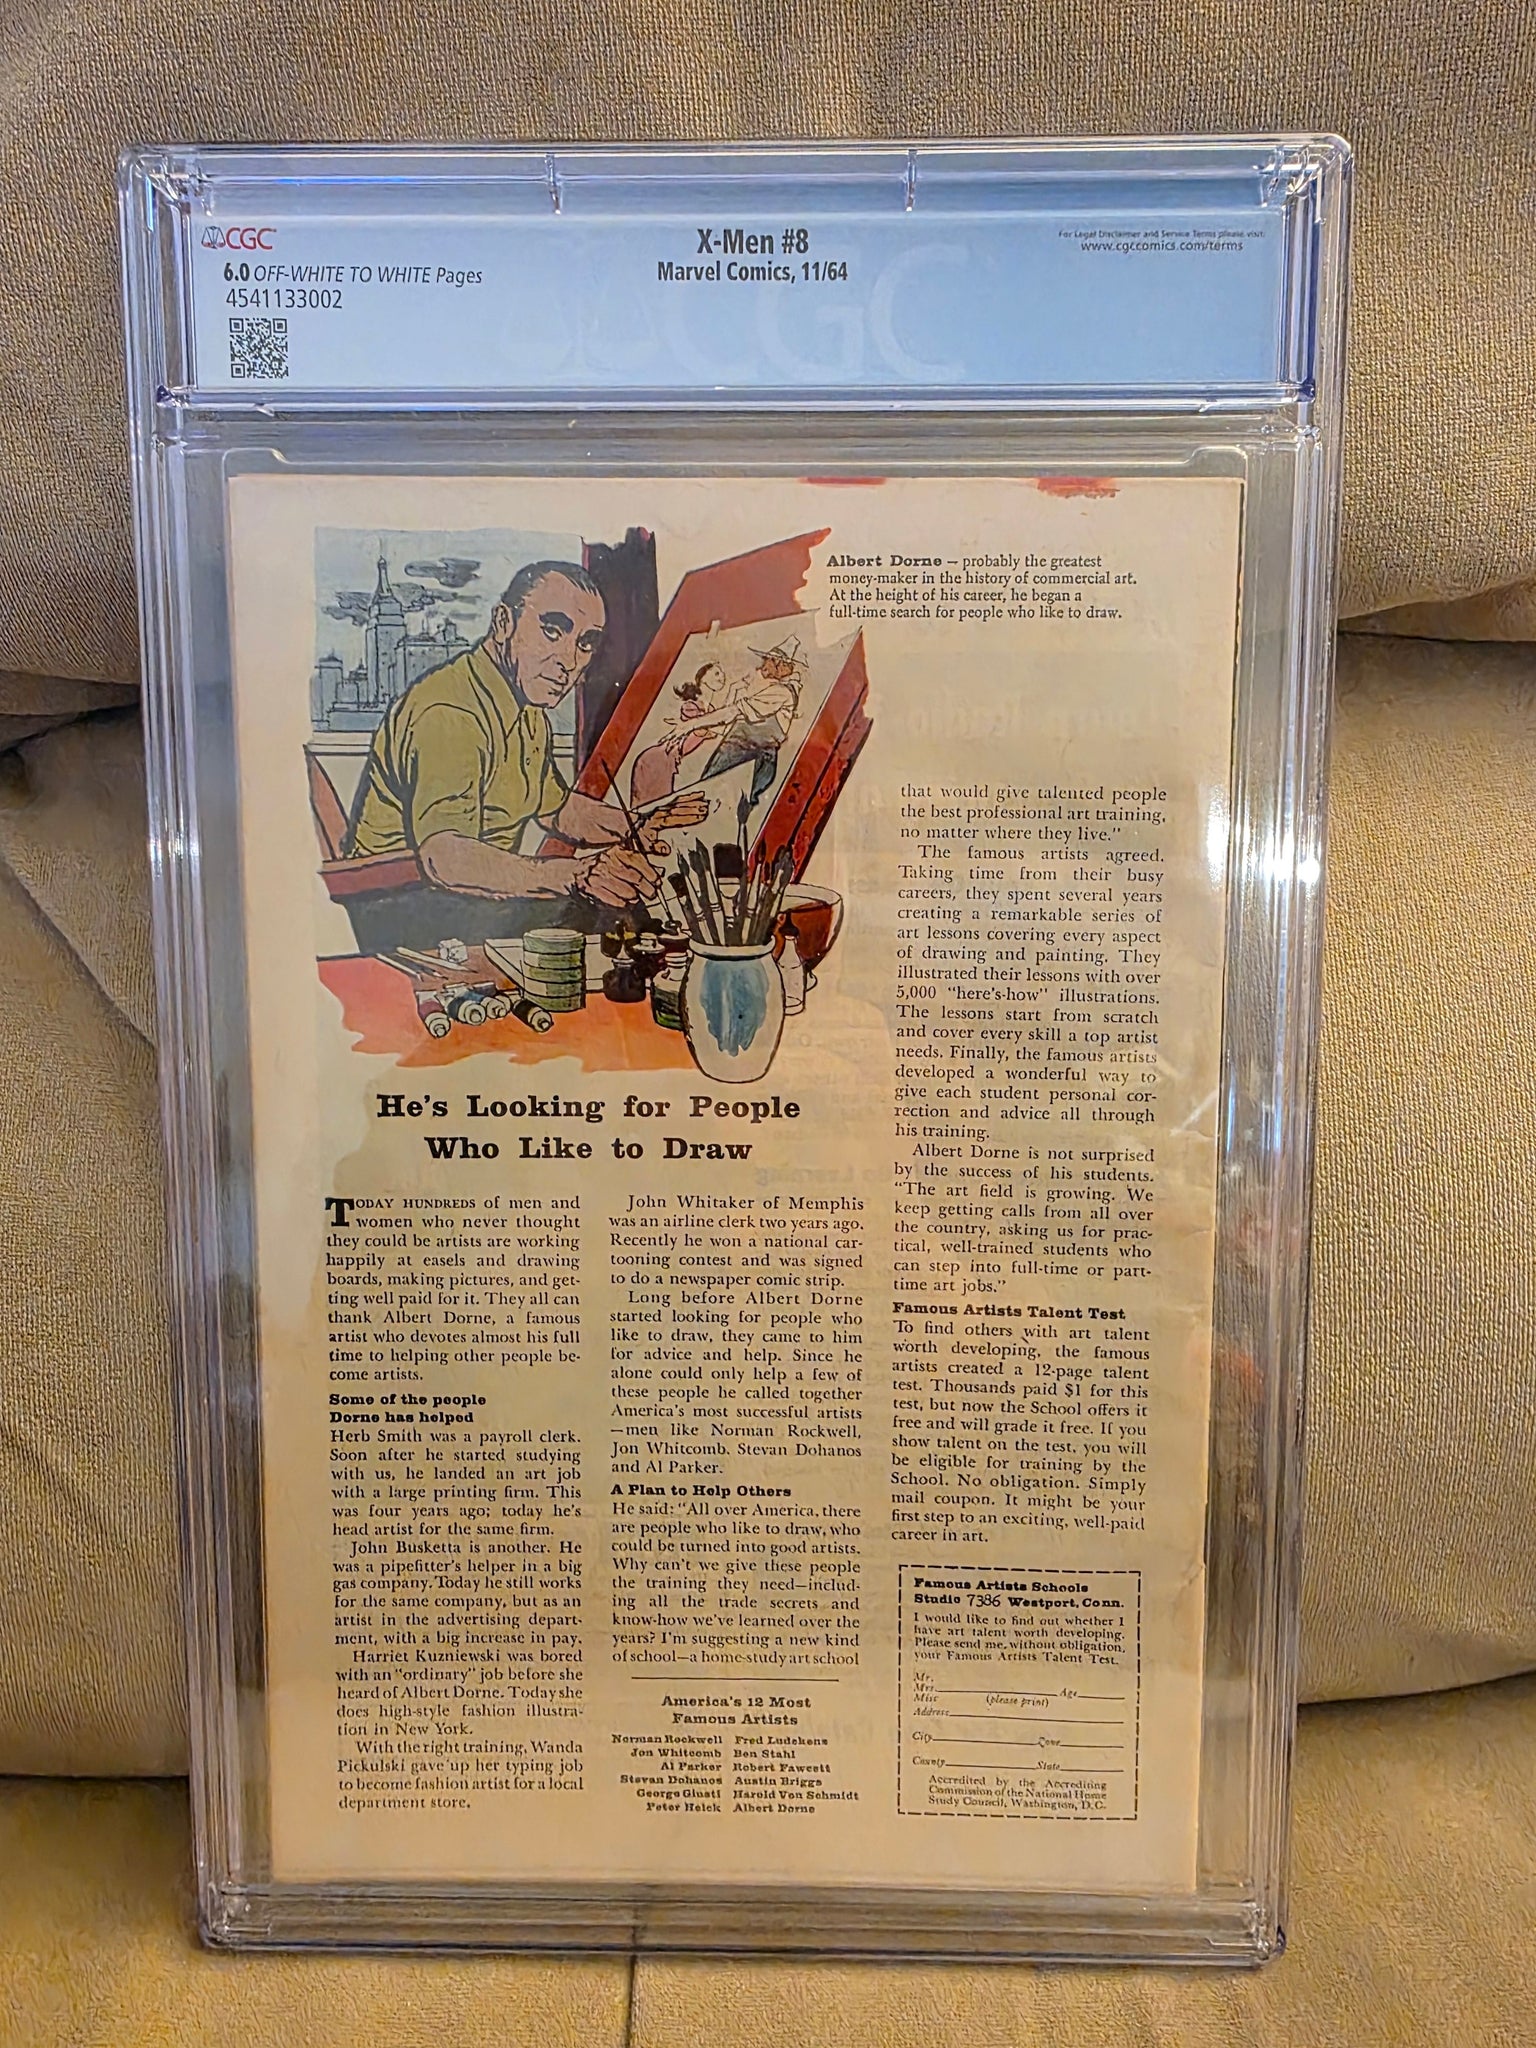 CGC
6.0 OFF-WHITE TO WHITE Pages
4541133002
X-Men #8
Marvel Comics, 11/64
For Legal Disclaimer and Service Terms please visit:
www.cgccomics.com/terms
CGC
Albert Dorne – probably the greatest
money-maker in the history of commercial art.
At the height of his career, he began a
full-time search for people who like to draw.
He's Looking for People
Who Like to Draw
TODAY HUNDREDS of men and
women who never thought
they could be artists are working
happily at easels and drawing
boards, making pictures, and get-
ting well paid for it. They all can
thank Albert Dorne, a famous
artist who devotes almost his full
time to helping other people be-
come artists.
Some of the people
Dorne has helped
Herb Smith was a payroll clerk.
Soon after he started studying
with us, he landed an art job
with a large printing firm. This
was four years ago; today he's
head artist for the same firm.
John Busketta is another. He
was a pipefitter's helper in a big
gas company. Today he still works
for the same company, but as an
artist in the advertising depart-
ment, with a big increase in pay.
Harriet Kuzniewski was bored
with an "ordinary" job before she
heard of Albert Dorne. Today she
does high-style fashion illustra-
tion in New York.
With the right training, Wanda
Pickulski gave up her typing job
to become fashion artist for a local
department store.
John Whitaker of Memphis
was an airline clerk two years ago.
Recently he won a national car-
tooning contest and was signed
to do a newspaper comic strip.
Long before Albert Dorne
started looking for people who
like to draw, they came to him
for advice and help. Since he
alone could only help a few of
these people he called together
America's most successful artists
—men like Norman Rockwell,
Jon Whitcomb, Stevan Dohanos
and Al Parker.
A Plan to Help Others
He said: "All over America, there
are people who like to draw, who
could be turned into good artists.
Why can't we give these people
the training they need—includ-
ing all the trade secrets and
know-how we've learned over the
years? I'm suggesting a new kind
of school—a home-study art school
America's 12 Most
Famous Artists
Norman Rockwell Fred Ludekens
Jon Whitcomb Ben Stahl
Al Parker Robert Fawcett
Stevan Dohanos Austin Briggs
George Giusti Harold Von Schmidt
Peter Helck Albert Dorne
that would give talented people
the best professional art training,
no matter where they live."
The famous artists agreed.
Taking time from their busy
careers, they spent several years
creating a remarkable series of
art lessons covering every aspect
of drawing and painting. They
illustrated their lessons with over
5,000 "here's-how" illustrations.
The lessons start from scratch
and cover every skill a top artist
needs. Finally, the famous artists
developed a wonderful way to
give each student personal cor-
rection and advice all through
his training.
Albert Dorne is not surprised
by the success of his students.
"The art field is growing. We
keep getting calls from all over
the country, asking us for prac-
tical, well-trained students who
can step into full-time or part-
time art jobs."
Famous Artists Talent Test
To find others with art talent
worth developing, the famous
artists created a 12-page talent
test. Thousands paid $1 for this
test, but now the School offers it
free and will grade it free. If you
show talent on the test, you will
be eligible for training by the
School. No obligation. Simply
mail coupon. It might be your
first step to an exciting, well-paid
career in art.
Famous Artists Schools
Studio 7386 Westport, Conn.
I would like to find out whether I
have art talent worth developing.
Please send me, without obligation,
your Famous Artists Talent Test.
Mr.
Mrs. Age
Miss (please print)
Address
City Zone
County State
Accredited by the Accrediting
Commission of the National Home
Study Council, Washington, D.C.